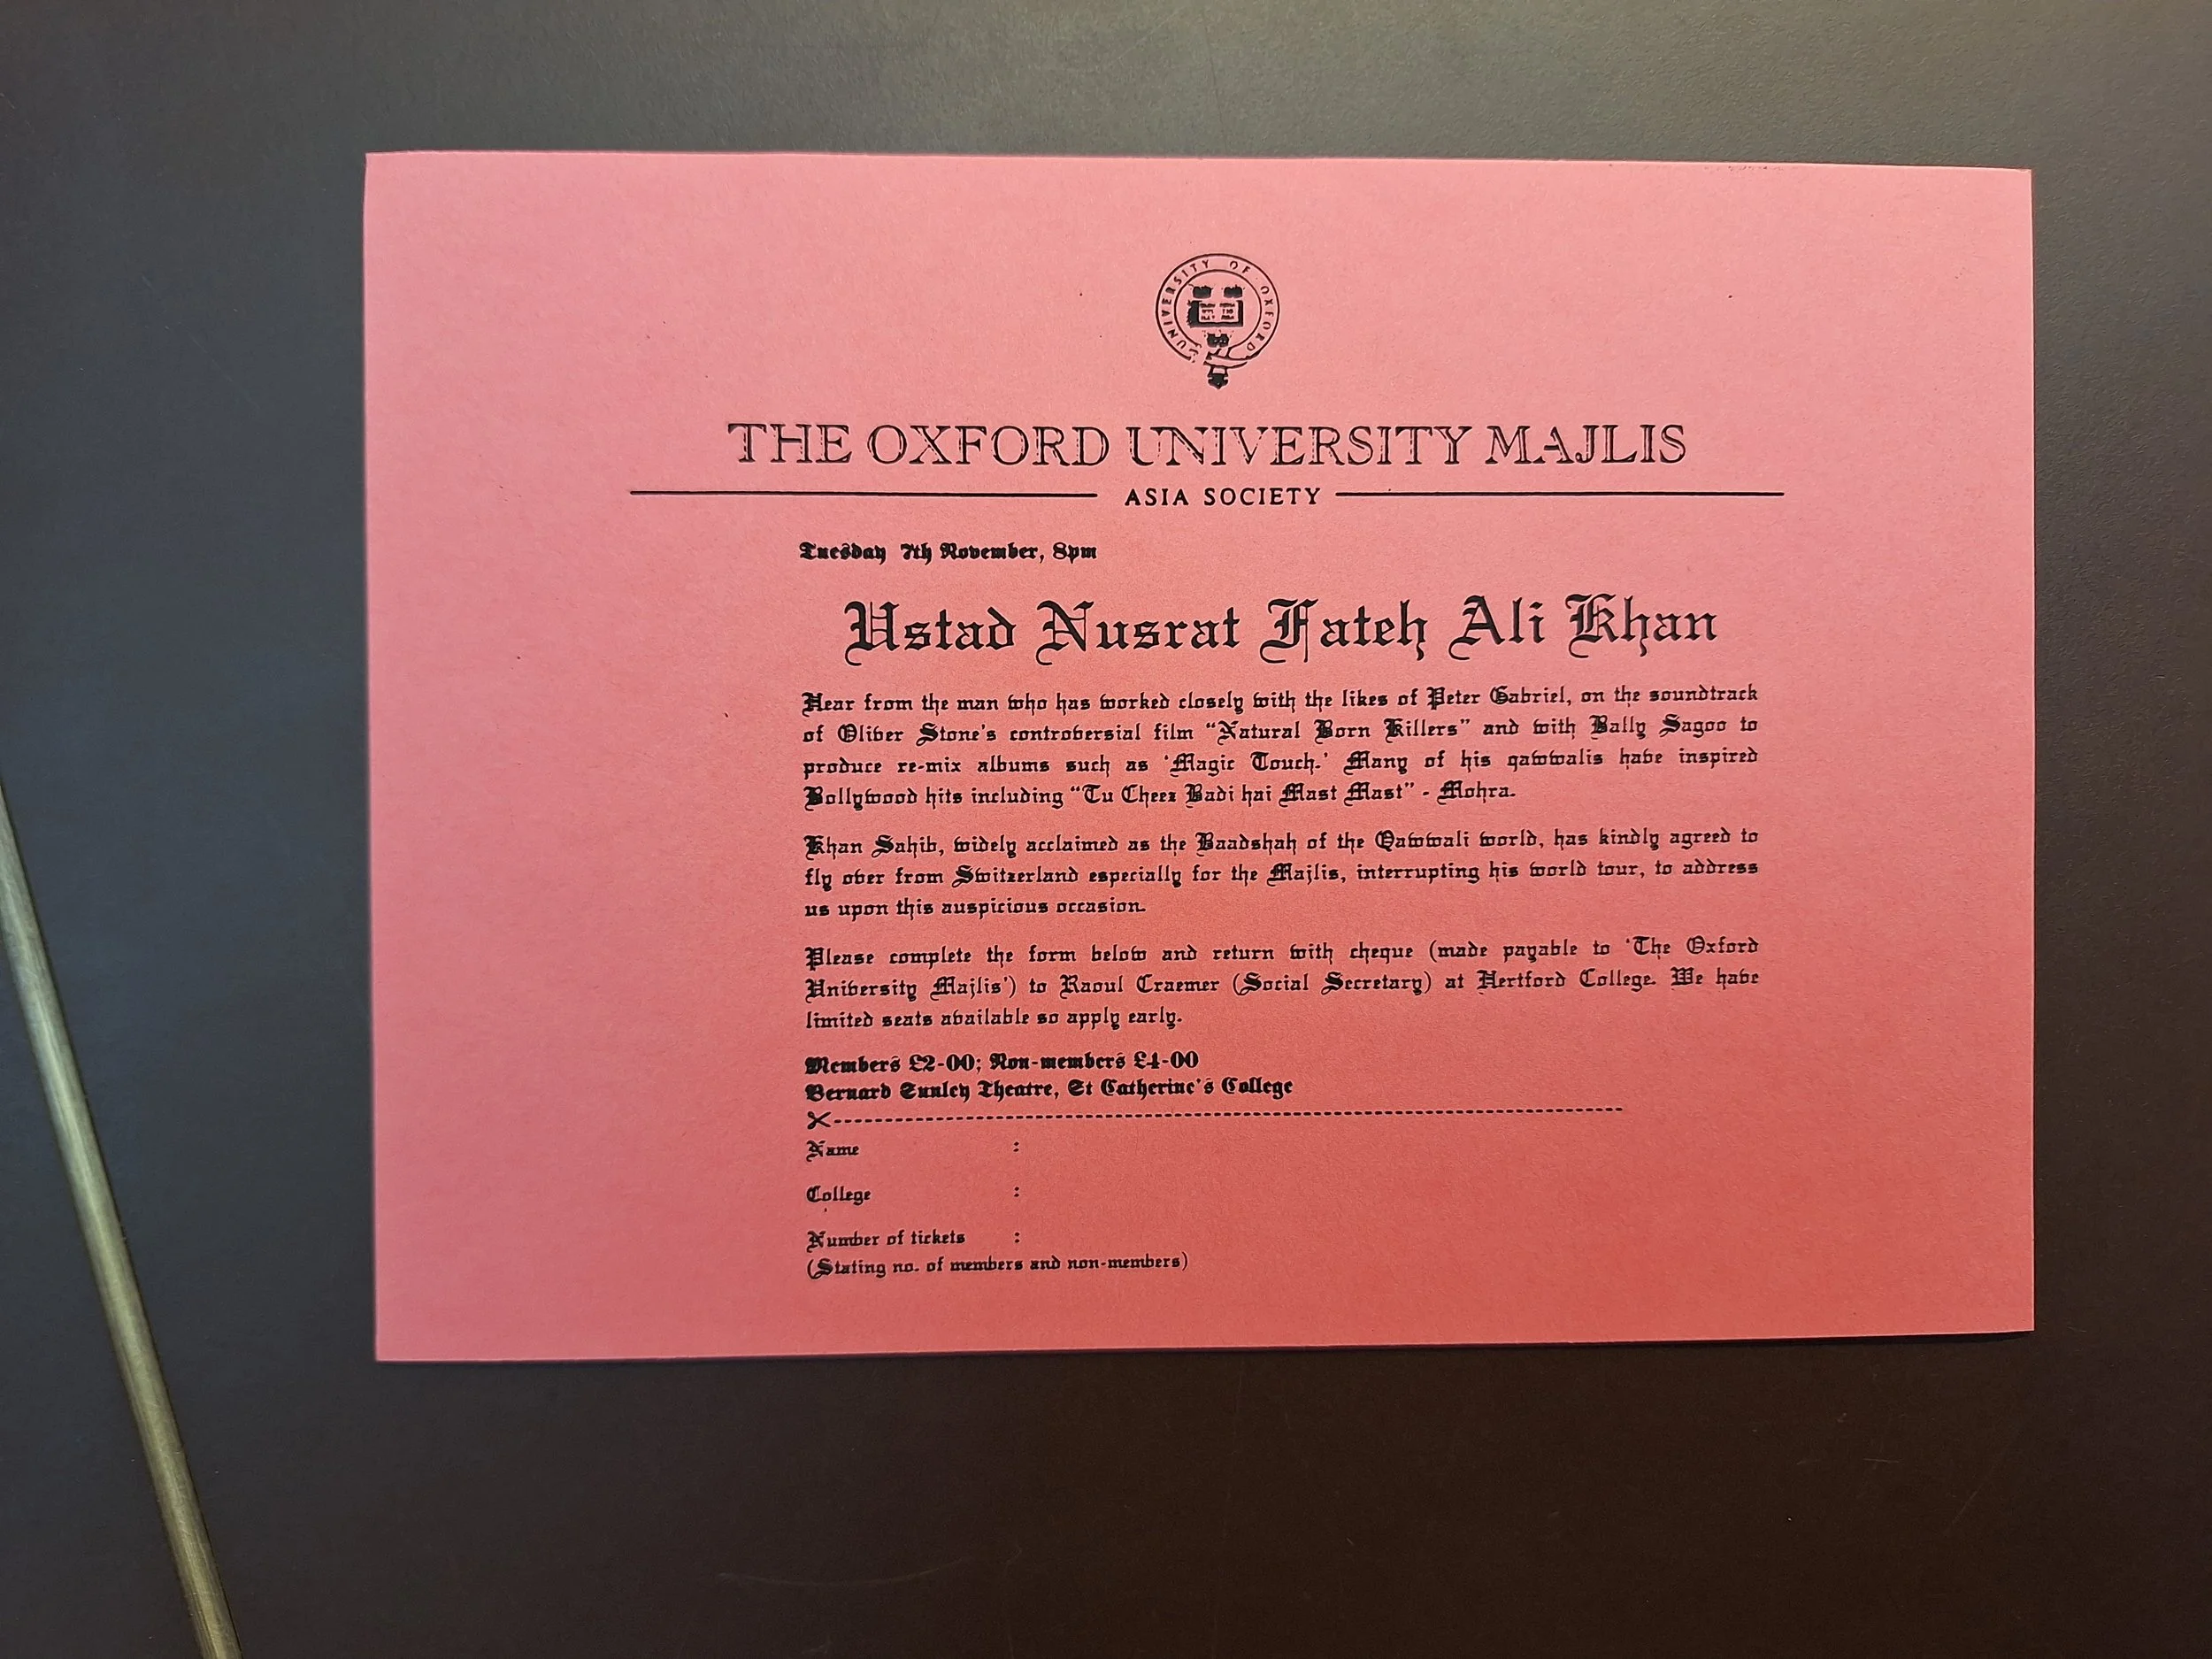 UNIVERSITY OF OXFORD
THE OXFORD UNIVERSITY MAJLIS
ASIA SOCIETY
Tuesday 7th November, 8pm
Ustad Nusrat Fateh Ali Khan
Hear from the man who has worked closely with the likes of Peter Gabriel, on the soundtrack
of Oliver Stone's controversial film "Natural Born Killers" and with Bally Sagoo to
produce re-mix albums such as 'Magic Touch.' Many of his qawwalis have inspired
Bollywood hits including "Tu Cheez Badi hai Mast Mast" - Mohra.
Khan Sahib, widely acclaimed as the Baadshah of the Qawwali world, has kindly agreed to
fly over from Switzerland especially for the Majlis, interrupting his world tour, to address
us upon this auspicious occasion.
Please complete the form below and return with cheque (made payable to 'The Oxford
University Majlis') to Raoul Craemer (Social Secretary) at Hertford College. We have
limited seats available so apply early.
Members £2-00; Non-members £4-00
Bernard Sunley Theatre, St Catherine's College
Name :
College :
Number of tickets :
(Stating no. of members and non-members)